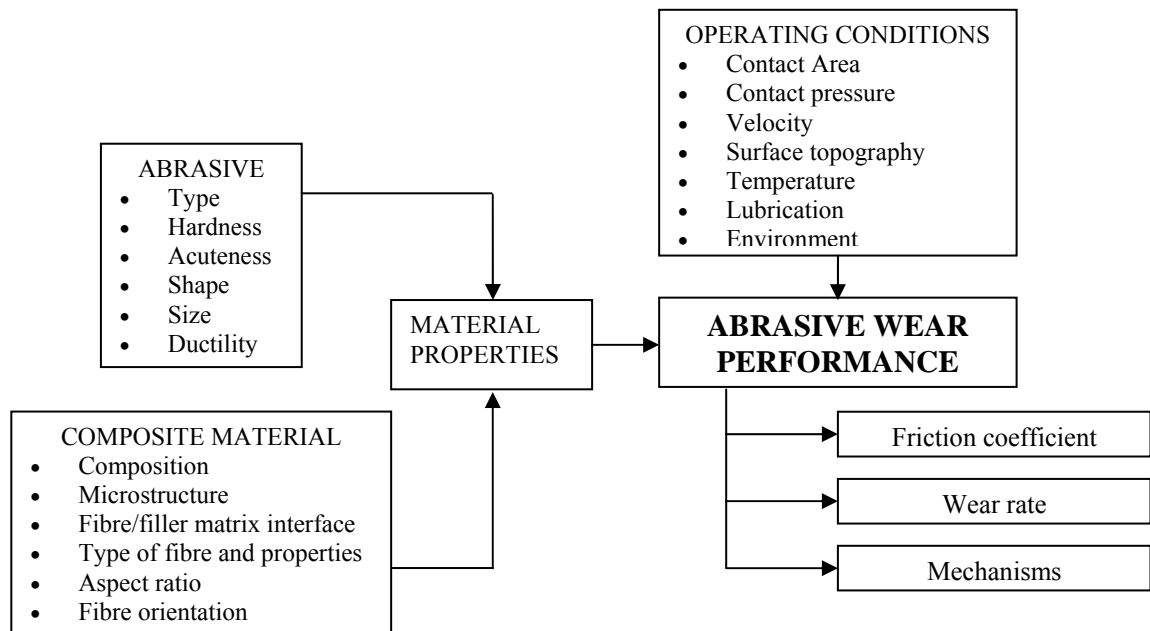 OPERATING CONDITIONS
• Contact Area
• Contact pressure
• Velocity
• Surface topography
• Temperature
• Lubrication
• Environment
ABRASIVE
• Type
• Hardness
• Acuteness
• Shape
• Size
• Ductility
MATERIAL
PROPERTIES
ABRASIVE WEAR
PERFORMANCE
COMPOSITE MATERIAL
• Composition
• Microstructure
• Fibre/filler matrix interface
• Type of fibre and properties
• Aspect ratio
• Fibre orientation
Friction coefficient
Wear rate
Mechanisms